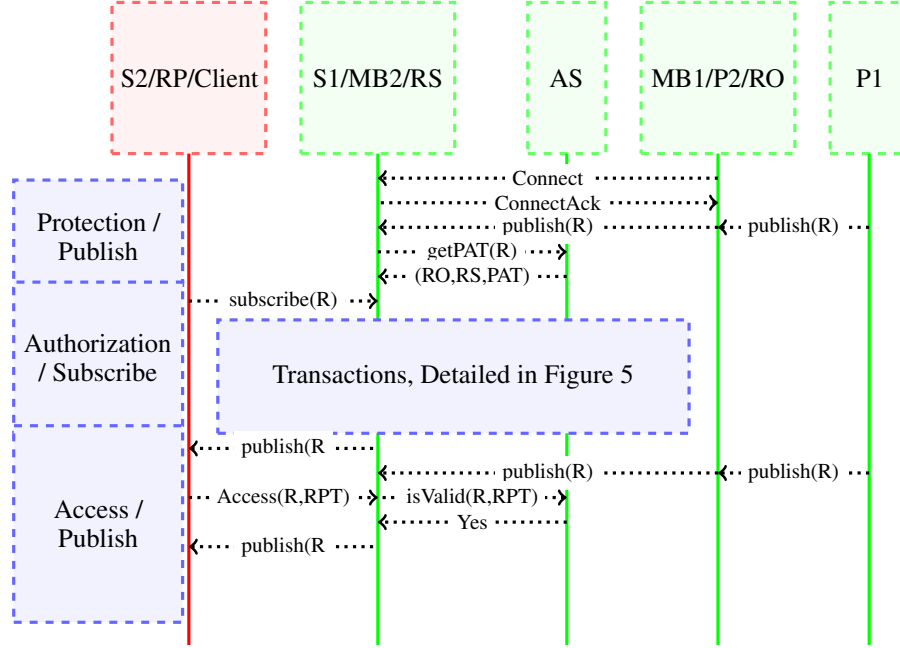 S2/RP/Client
S1/MB2/RS
AS
MB1/P2/RO
P1
Protection /
Publish
Connect
ConnectAck
publish(R)
publish(R)
getPAT(R)
(RO,RS,PAT)
Authorization
/ Subscribe
subscribe(R)
Transactions, Detailed in Figure 5
Access /
Publish
publish(R
publish(R)
publish(R)
Access(R,RPT)
isValid(R,RPT)
Yes
publish(R